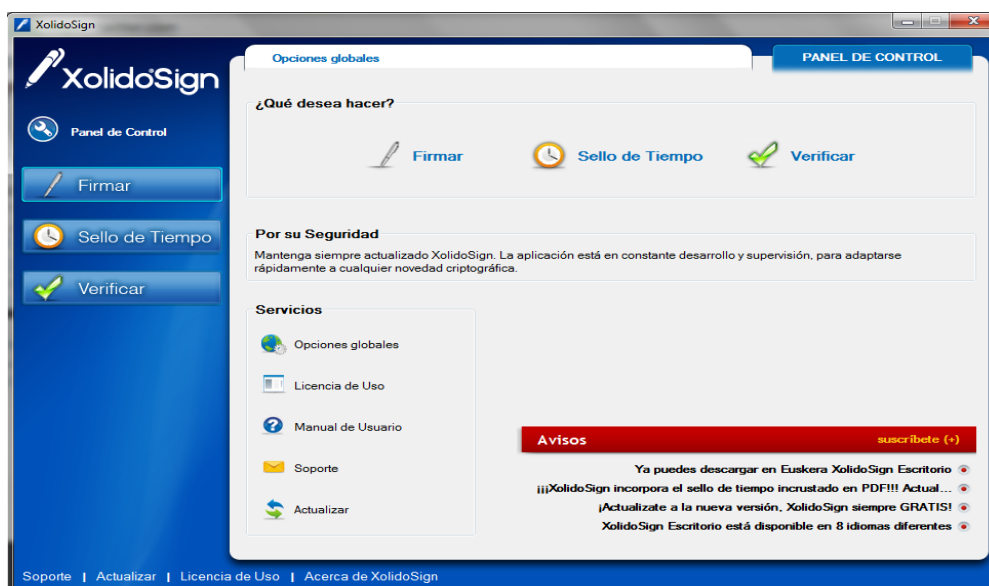 XolidoSign
XolidoSign
Opciones globales
PANEL DE CONTROL
Panel de Control
Firmar
Sello de Tiempo
Verificar
¿Qué desea hacer?
Firmar
Sello de Tiempo
Verificar
Por su Seguridad
Mantenga siempre actualizado XolidoSign. La aplicación está en constante desarrollo y supervisión, para adaptarse
rápidamente a cualquier novedad criptográfica.
Servicios
Opciones globales
Licencia de Uso
Manual de Usuario
Soporte
Actualizar
Avisos
suscríbete (+)
Ya puedes descargar en Euskera XolidoSign Escritorio
¡¡¡XolidoSign incorpora el sello de tiempo incrustado en PDF!!! Actual...
¡Actualizate a la nueva versión, XolidoSign siempre GRATIS!
XolidoSign Escritorio está disponible en 8 idiomas diferentes
Soporte | Actualizar | Licencia de Uso | Acerca de XolidoSign